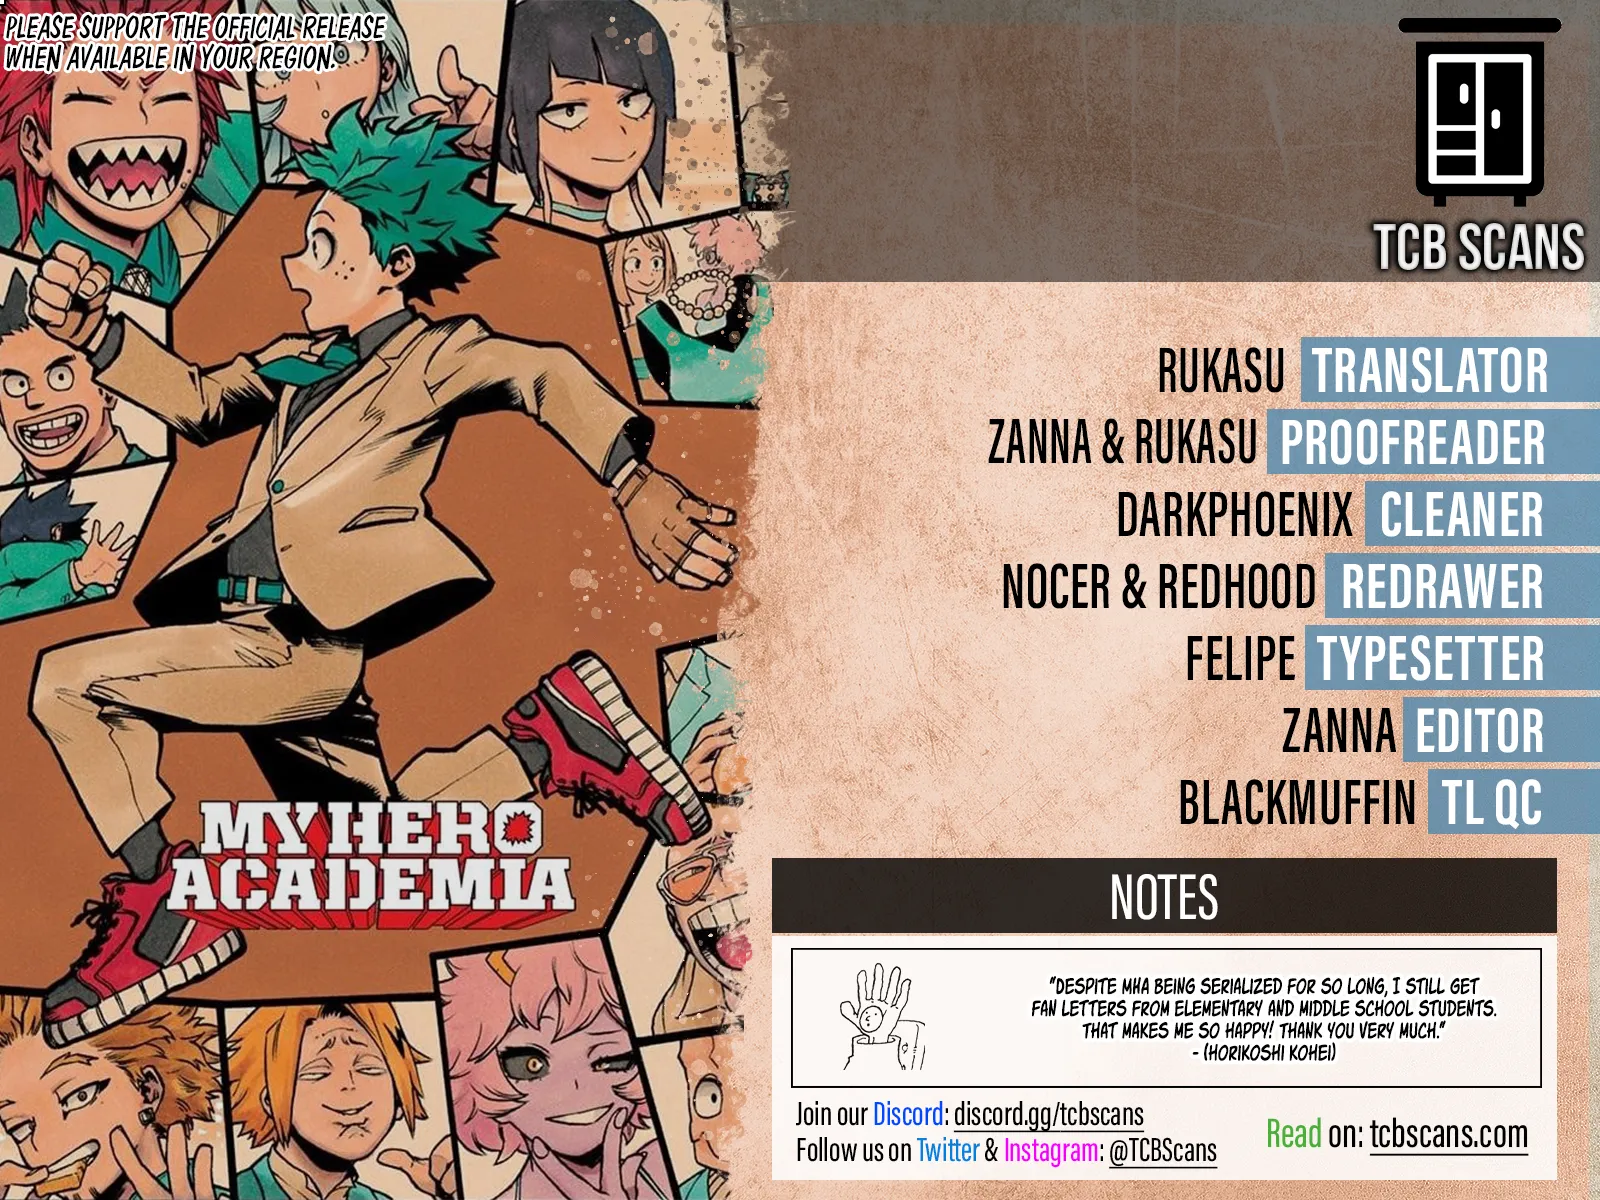 PLEASE SUPPORT THE OFFICIAL RELEASE
WHEN AVAILABLE IN YOUR REGION.
TCB SCANS
RUKASU TRANSLATOR
ZANNA & RUKASU PROOFREADER
DARKPHOENIX CLEANER
NOCER & REDHOOD REDRAWER
FELIPE TYPESETTER
ZANNA EDITOR
BLACKMUFFIN TL QC
MY HERO
ACADEMIA
NOTES
"DESPITE MHA BEING SERIALIZED FOR SO LONG, I STILL GET
FAN LETTERS FROM ELEMENTARY AND MIDDLE SCHOOL STUDENTS.
THAT MAKES ME SO HAPPY! THANK YOU VERY MUCH."
- (HORIKOSHI KOHEI)
Join our Discord: discord.gg/tcbscans
Follow us on Twitter & Instagram: @TCBScans
Read on: tcbscans.com